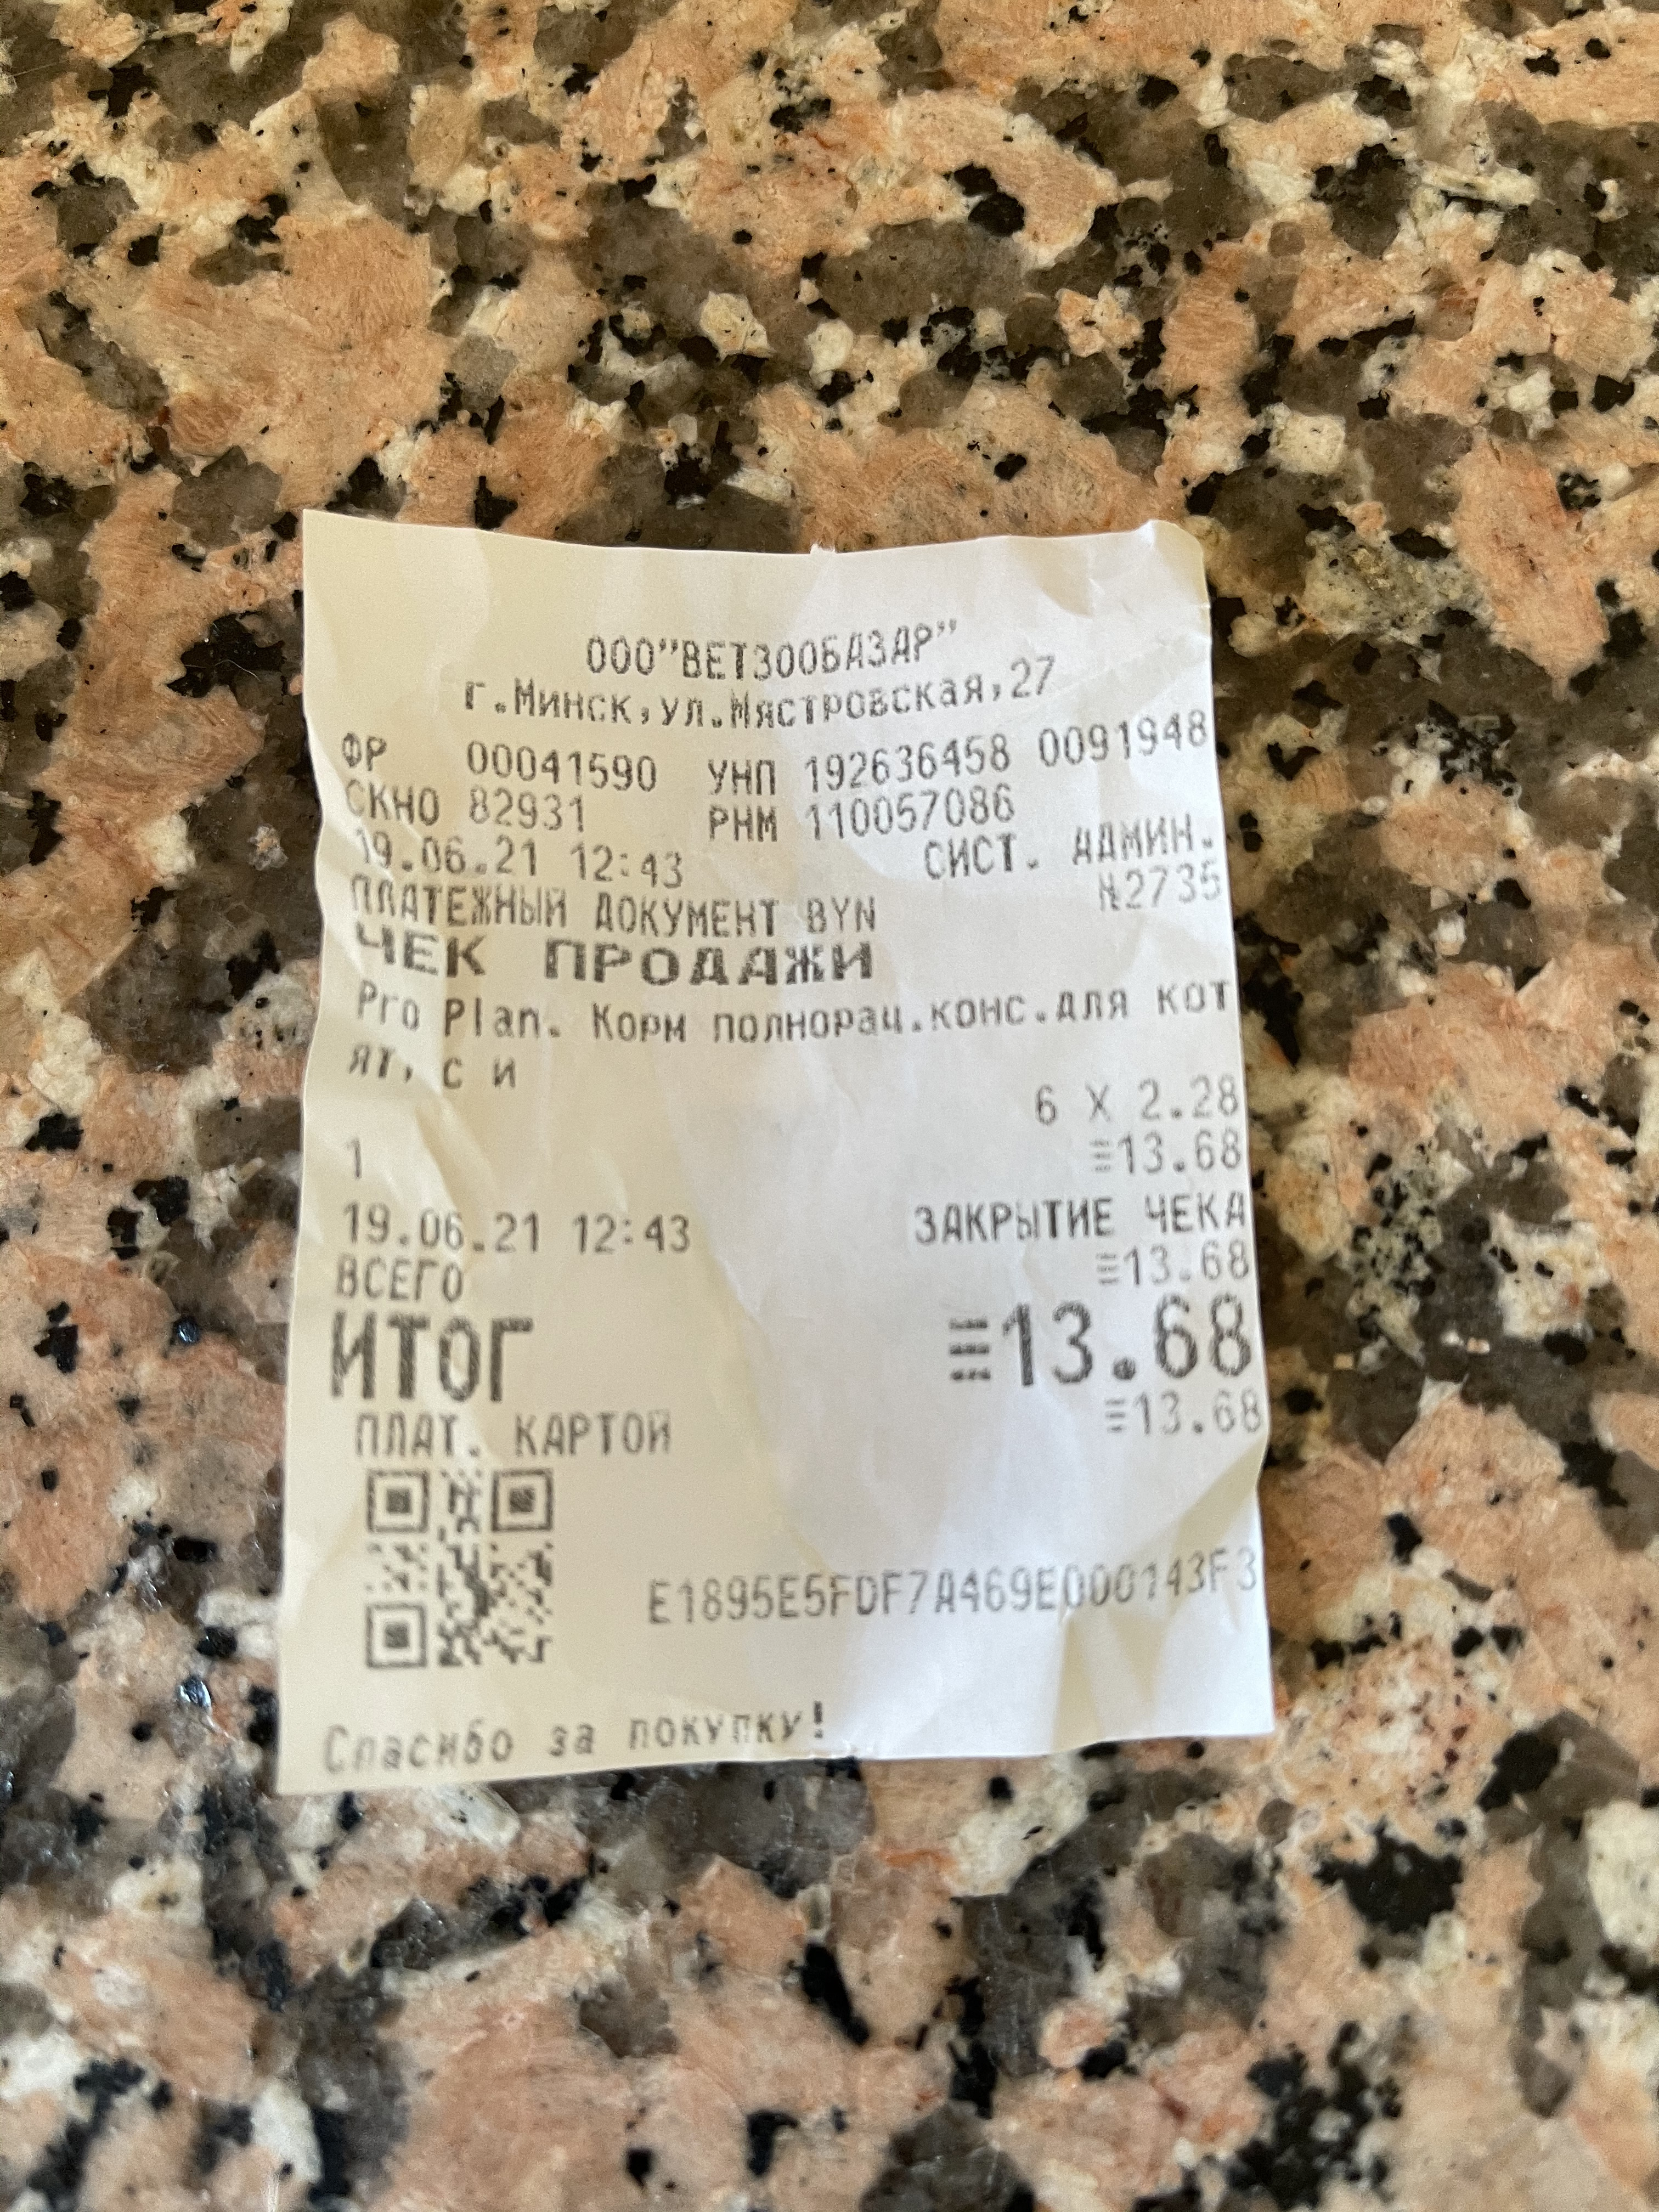 ООО"ВЕТЗООБАЗАР"
г.Минск,ул.Мястровская,27
ФР 00041590 УНП 192636458 0091948
СКНО 82931 РНМ 110057086
19.06.21 12:43 СИСТ. АДМИН.
ПЛАТЕЖНЫЙ ДОКУМЕНТ BYN №2735
ЧЕК ПРОДАЖИ
Pro Plan. Корм полнорац.конс.для кот
ят, с и
6 X 2.28
1 ≡13.68
19.06.21 12:43 ЗАКРЫТИЕ ЧЕКА
ВСЕГО ≡13.68
ИТОГ ≡13.68
ПЛАТ. КАРТОЙ ≡13.68
E1895E5FDF7A469E000143F3
Спасибо за покупку!